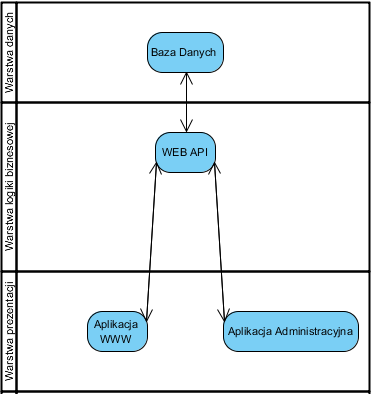 Warstwa danych
Baza Danych
Warstwa logiki biznesowej
WEB API
Warstwa prezentacji
Aplikacja
WWW
Aplikacja Administracyjna